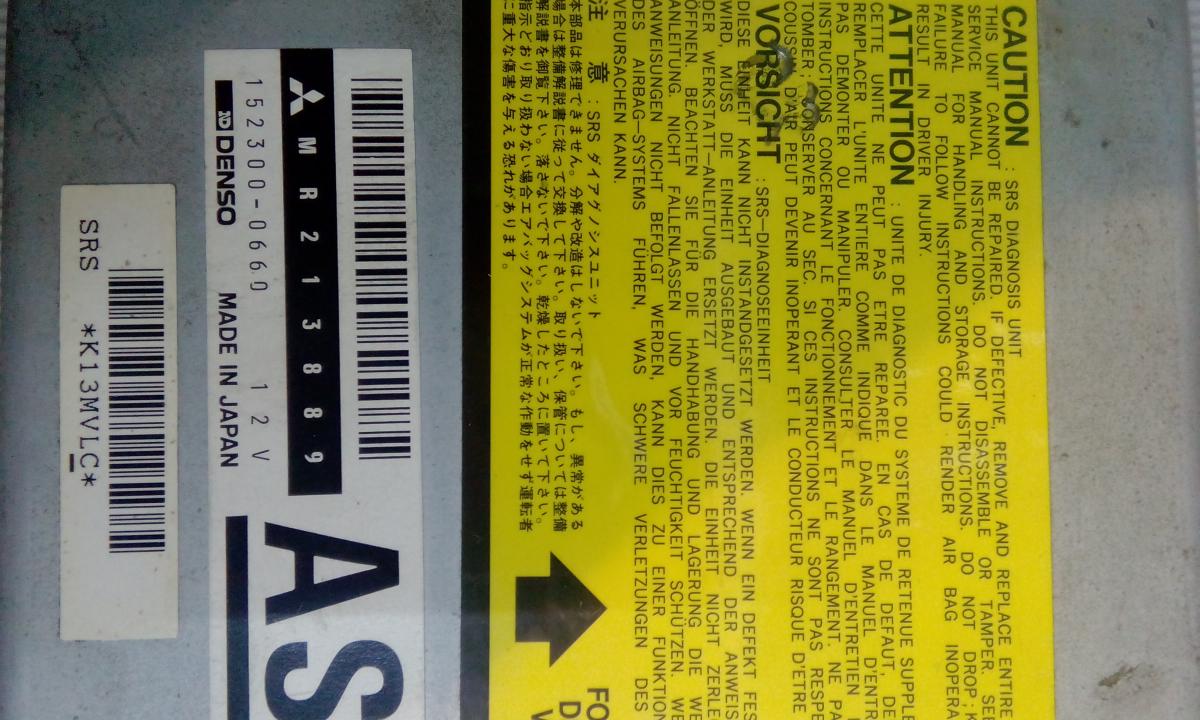 CAUTION : SRS DIAGNOSIS UNIT
THIS UNIT CANNOT BE REPAIRED. IF DEFECTIVE, REMOVE AND REPLACE ENTIRE
SERVICE MANUAL INSTRUCTIONS. DO NOT DISASSEMBLE OR TAMPER. SEE
MANUAL FOR HANDLING AND STORAGE INSTRUCTIONS. DO NOT DROP; K
FAILURE TO FOLLOW INSTRUCTIONS COULD RENDER AIR BAG INOPERA
RESULT IN DRIVER INJURY.
ATTENTION : UNITE DE DIAGNOSTIC DU SYSTEME DE RETENUE SUPPLE
CETTE UNITE NE PEUT PAS ETRE REPAREE. EN CAS DE DEFAUT, DE
REMPLACER L'UNITE ENTIERE COMME INDIQUE DANS LE MANUEL D'ENTR
PAS DEMONTER OU MANIPULER. CONSULTER LE MANUEL D'ENTRETIEN
INSTRUCTIONS CONCERNANT LE FONCTIONNEMENT ET LE RANGEMENT. NE PA
TOMBER; CONSERVER AU SEC. SI CES INSTRUCTIONS NE SONT PAS RESPE
COUSSIN D'AIR PEUT DEVENIR INOPERANT ET LE CONDUCTEUR RISQUE D'ETRE
VORSICHT : SRS—DIAGNOSEEINHEIT
DIESE EINHEIT KANN NICHT INSTANDGESETZT WERDEN. WENN EIN DEFEKT FES
WIRD, MUSS DIE EINHEIT AUSGEBAUT UND ENTSPRECHEND DER ANWEIS
DER WERKSTATT—ANLEITUNG ERSETZT WERDEN. DIE EINHEIT NICHT ZERLE
ÖFFNEN. BEACHTEN SIE FÜR DIE HANDHABUNG UND LAGERUNG DIE WE
ANLEITUNG. NICHT FALLENLASSEN UND VOR FEUCHTIGKEIT SCHÜTZEN. WE
ANWEISUNGEN NICHT BEFOLGT WERDEN, KANN DIES ZU EINER FUNKTION
DES AIRBAG—SYSTEMS FÜHREN, WAS SCHWERE VERLETZUNGEN DES
VERURSACHEN KANN.
注 意 : SRS ダイアグノシスユニット
本部品は修理できません。分解や改造はしないで下さい。もし、異常がある
場合は整備解説書に従って交換して下さい。取り扱い、保管については整備
解説書を御覧下さい。落さないで下さい。乾燥したところに置いて下さい。
指示どおり取り扱わない場合エアバッグシステムが正常な作動をせず運転者
に重大な傷害を与える恐れがあります。
FO
MR213889
AS
152300-0660 12V
DENSO MADE IN JAPAN
SRS *K13MVLC*